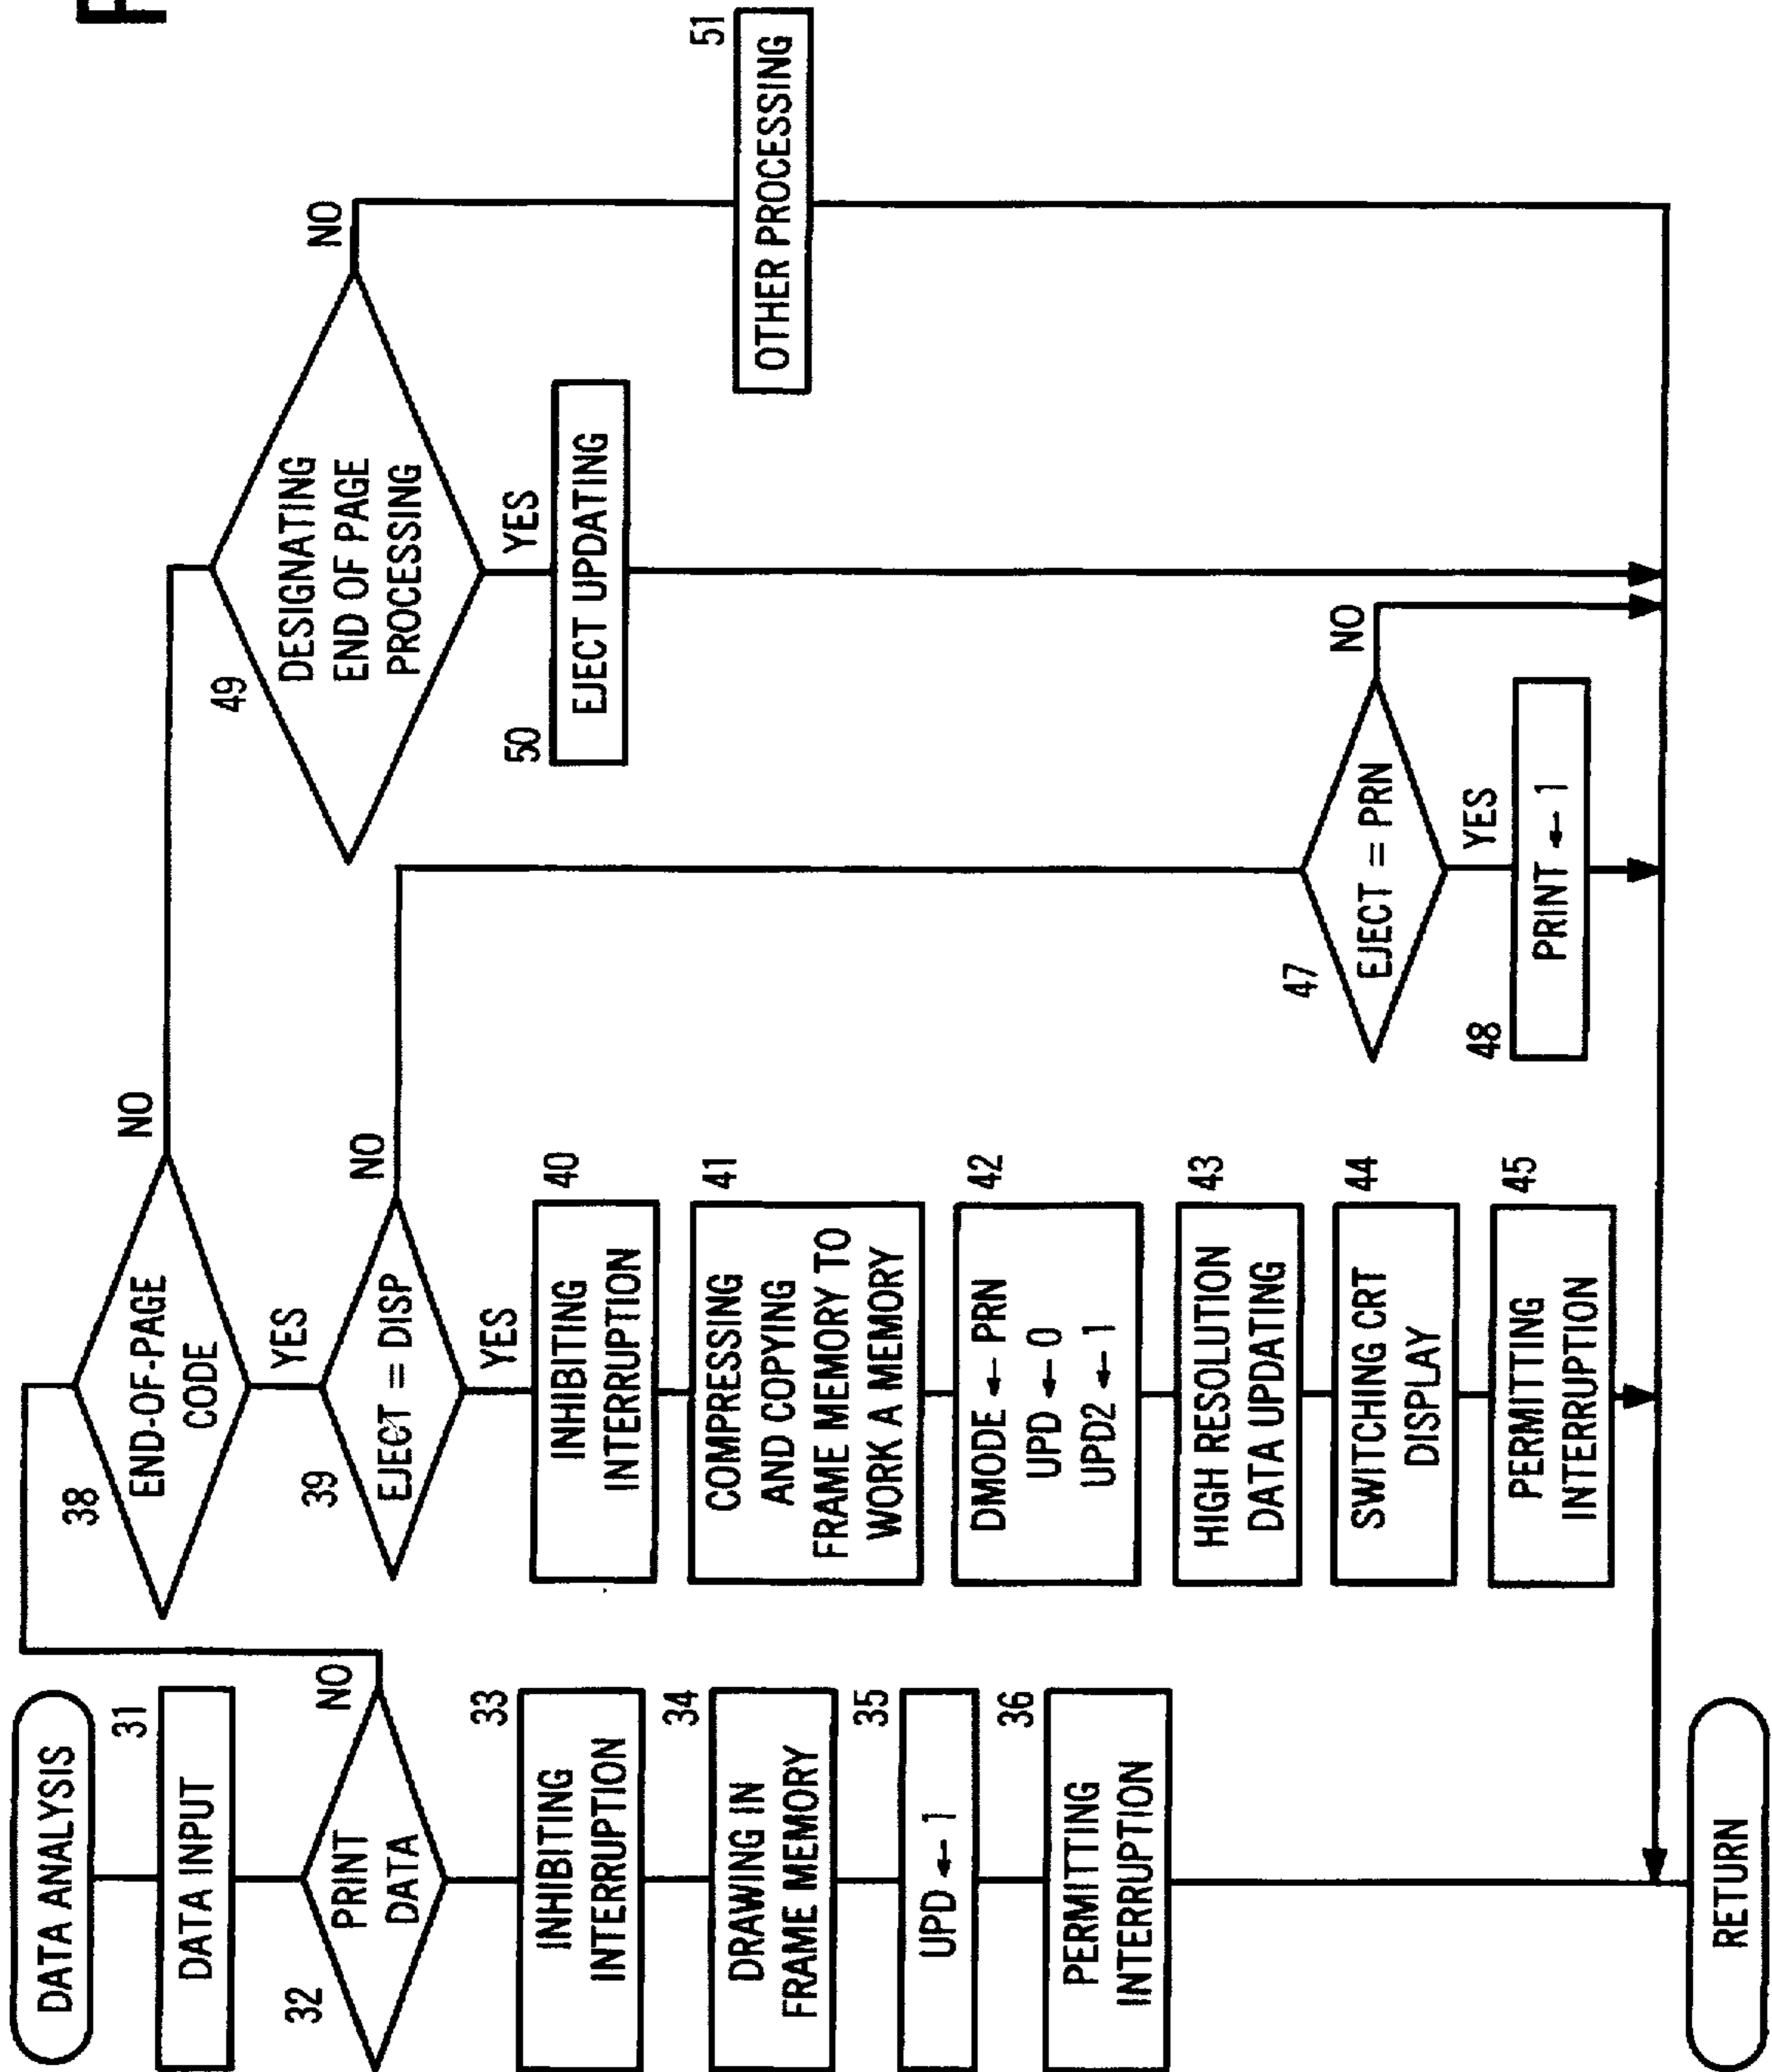 DATA ANALYSIS
31
DATA INPUT
32
PRINT
DATA
NO
33
INHIBITING
INTERRUPTION
34
DRAWING IN
FRAME MEMORY
35
UPD ← 1
36
PERMITTING
INTERRUPTION
RETURN
38
END-OF-PAGE
CODE
NO
YES
39
EJECT = DISP
NO
YES
40
INHIBITING
INTERRUPTION
41
COMPRESSING
AND COPYING
FRAME MEMORY TO
WORK A MEMORY
42
DMODE ← PRN
UPD ← 0
UPD2 ← 1
43
HIGH RESOLUTION
DATA UPDATING
44
SWITCHING CRT
DISPLAY
45
PERMITTING
INTERRUPTION
47
EJECT = PRN
NO
YES
48
PRINT ← 1
49
DESIGNATING
END OF PAGE
PROCESSING
NO
YES
50
EJECT UPDATING
51
OTHER PROCESSING